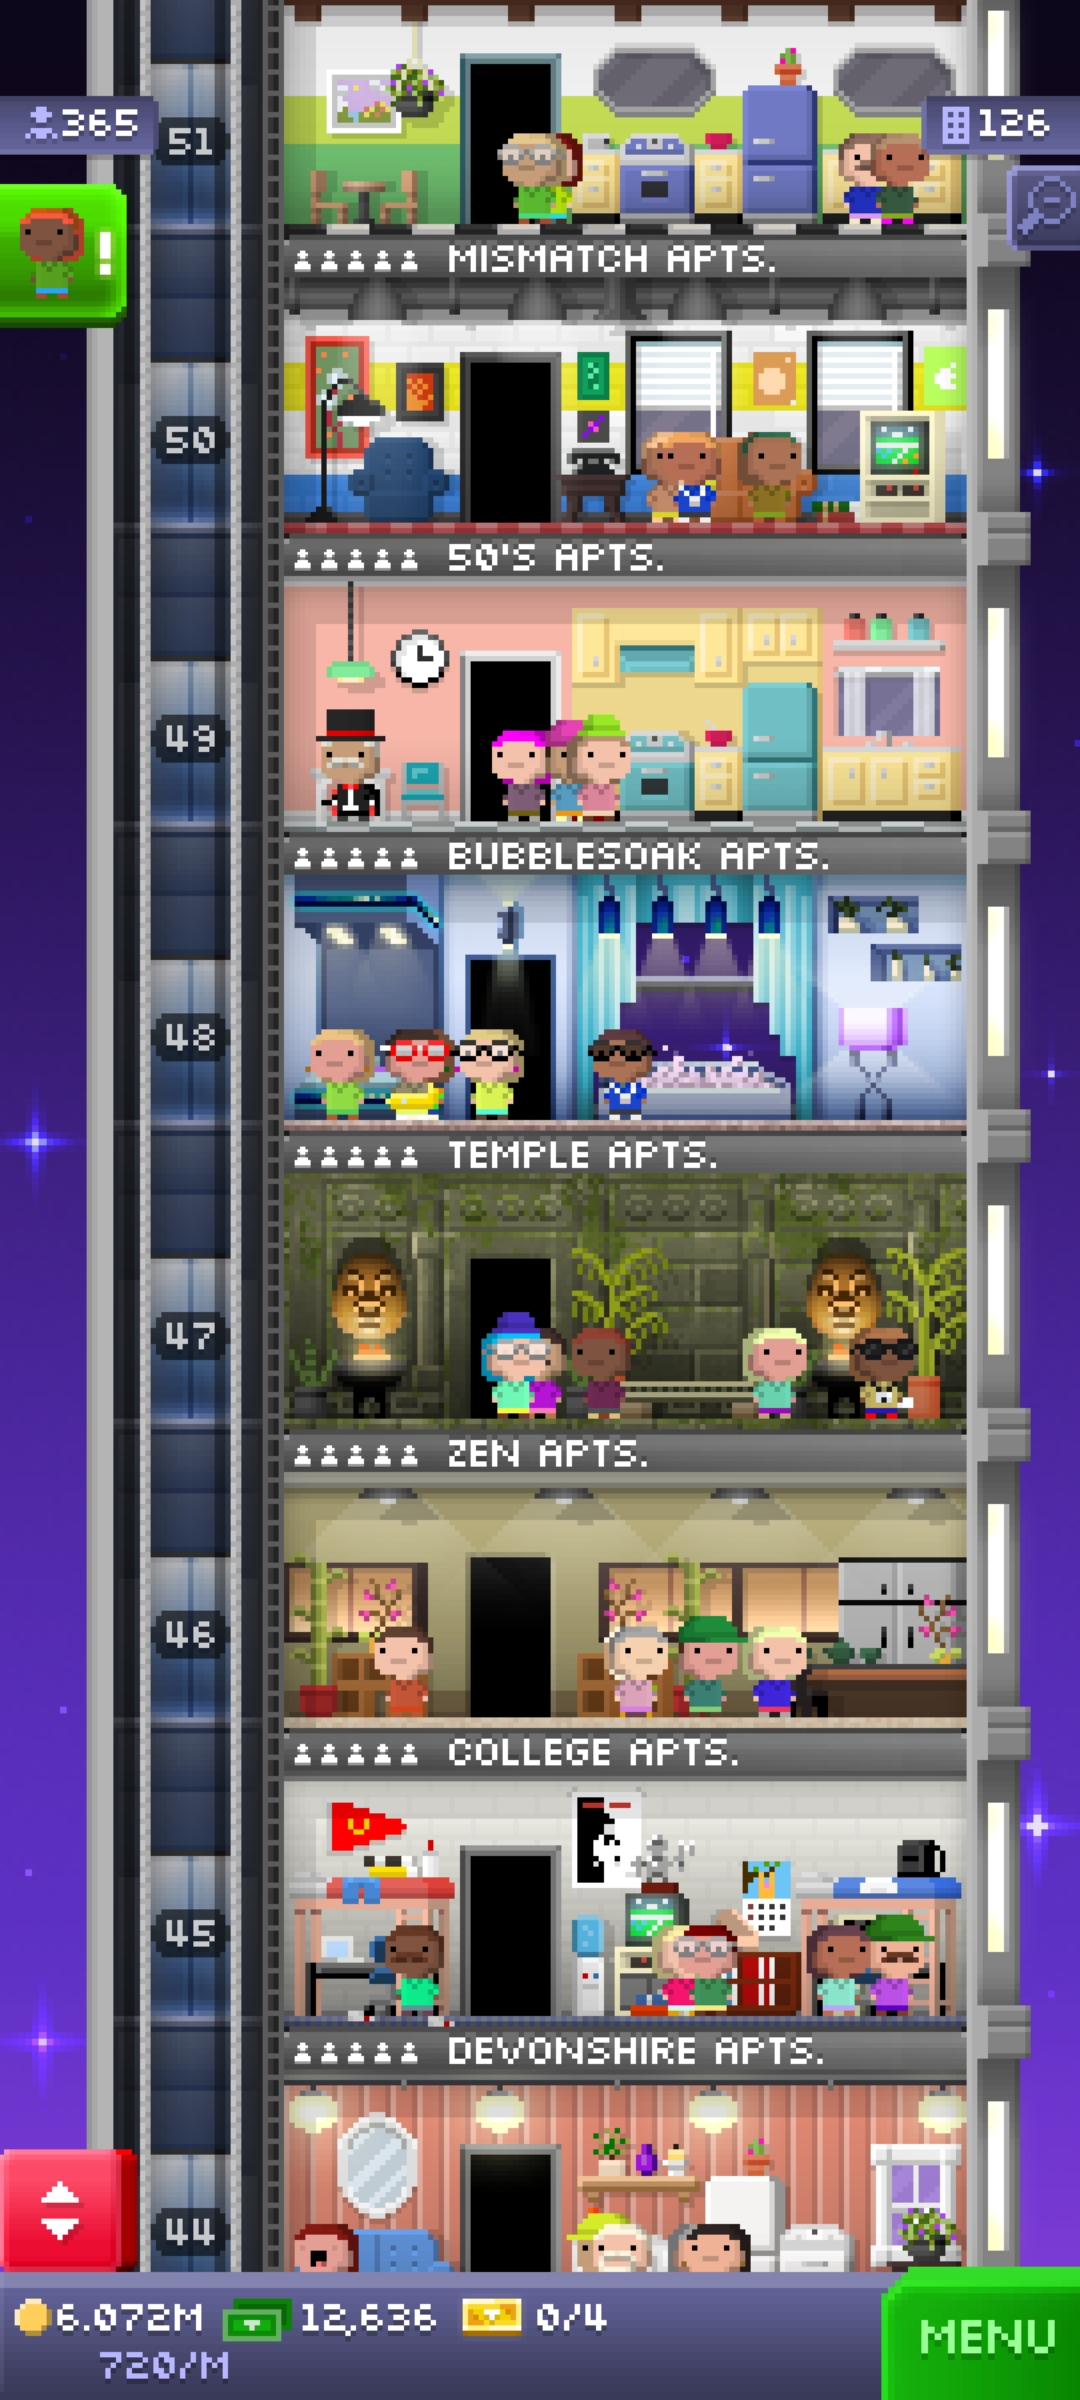 365
51
126
!
MISMATCH APTS.
50
50'S APTS.
49
BUBBLESOAK APTS.
48
TEMPLE APTS.
47
ZEN APTS.
46
COLLEGE APTS.
45
DEVONSHIRE APTS.
44
6.072M 12,636 0/4
720/M
MENU